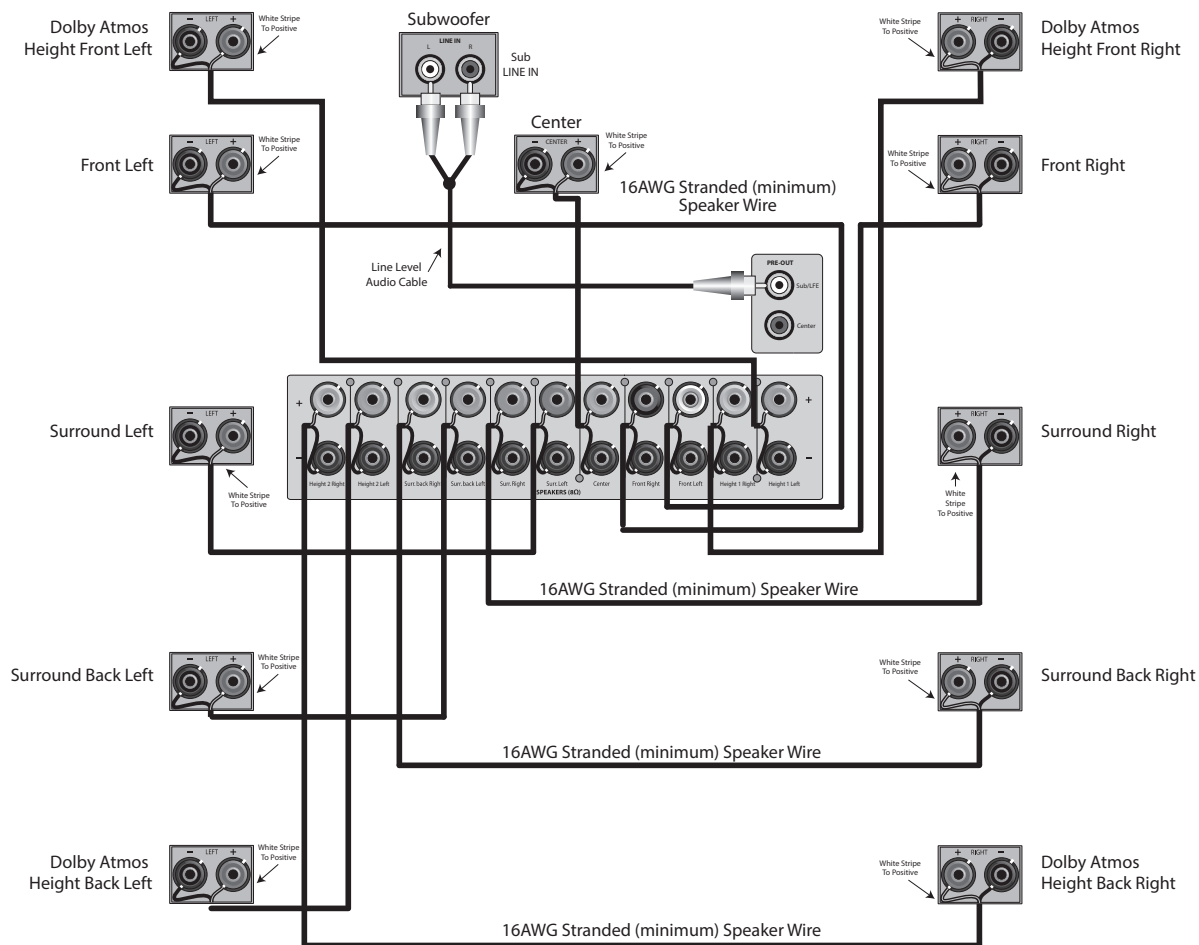 Dolby Atmos
Height Front Left
− LEFT +
White Stripe
To Positive
Subwoofer
LINE IN
L R
Sub
LINE IN
+ RIGHT −
White Stripe
To Positive
Dolby Atmos
Height Front Right
Front Left
− LEFT +
White Stripe
To Positive
Center
− CENTER +
White Stripe
To Positive
16AWG Stranded (minimum)
Speaker Wire
White Stripe
To Positive
+ RIGHT −
Front Right
Line Level
Audio Cable
PRE-OUT
Sub/LFE
Center
+ +
− −
Height 2 Right Height 2 Left Surr. back Right Surr. back Left Surr. Right Surr. Left Center Front Right Front Left Height 1 Right Height 1 Left
SPEAKERS (8Ω)
Surround Left
− LEFT +
White Stripe
To Positive
+ RIGHT −
Surround Right
White
Stripe
To Positive
16AWG Stranded (minimum) Speaker Wire
Surround Back Left
− LEFT +
White Stripe
To Positive
White Stripe
To Positive
+ RIGHT −
Surround Back Right
16AWG Stranded (minimum) Speaker Wire
Dolby Atmos
Height Back Left
− LEFT +
White Stripe
To Positive
White Stripe
To Positive
+ RIGHT −
Dolby Atmos
Height Back Right
16AWG Stranded (minimum) Speaker Wire